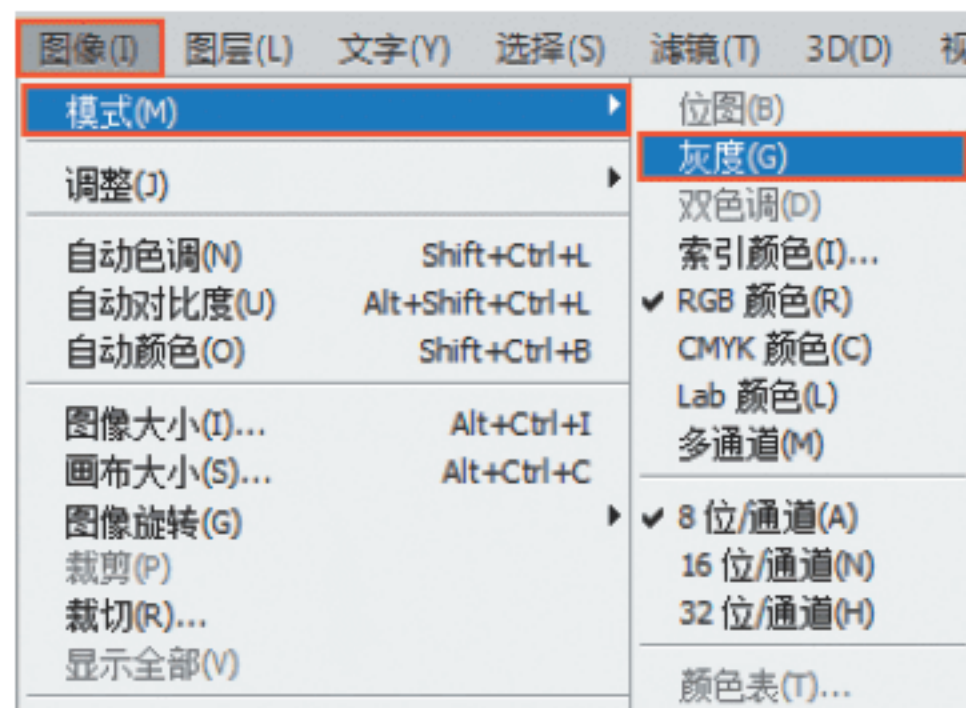 图像(I) 图层(L) 文字(Y) 选择(S) 滤镜(T) 3D(D)
模式(M)
调整(J)
自动色调(N) Shift+Ctrl+L
自动对比度(U) Alt+Shift+Ctrl+L
自动颜色(O) Shift+Ctrl+B
图像大小(I)... Alt+Ctrl+I
画布大小(S)... Alt+Ctrl+C
图像旋转(G)
裁剪(P)
裁切(R)...
显示全部(V)
位图(B)
灰度(G)
双色调(D)
索引颜色(I)...
RGB 颜色(R)
CMYK 颜色(C)
Lab 颜色(L)
多通道(M)
8 位/通道(A)
16 位/通道(N)
32 位/通道(H)
颜色表(T)...